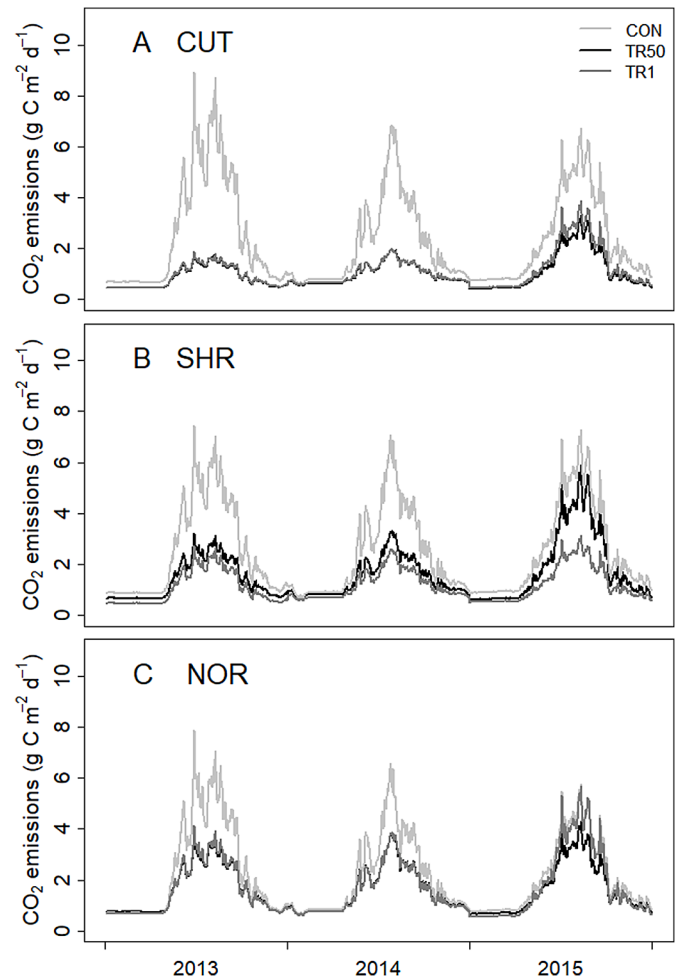 A CUT
CON
TR50
TR1
10
8
6
4
2
0
CO₂ emissions (g C m⁻² d⁻¹)
B SHR
10
8
6
4
2
0
CO₂ emissions (g C m⁻² d⁻¹)
C NOR
10
8
6
4
2
0
CO₂ emissions (g C m⁻² d⁻¹)
2013 2014 2015